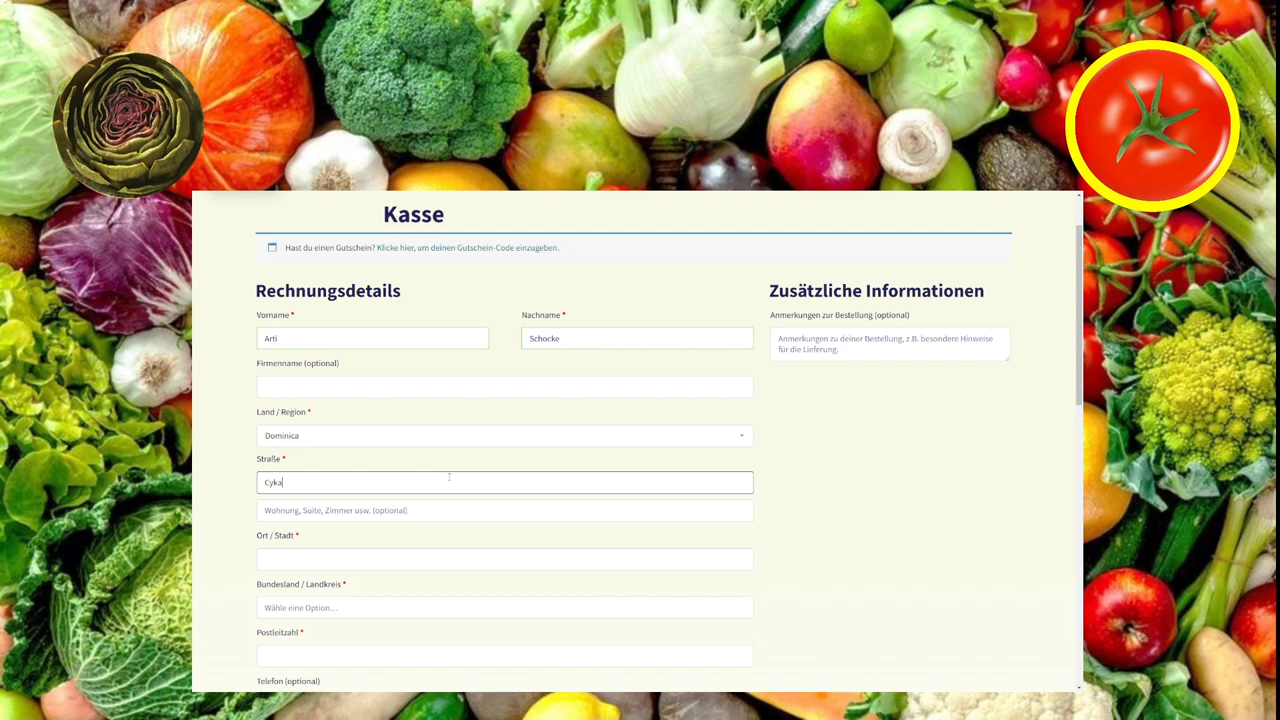 Kasse
Hast du einen Gutschein? Klicke hier, um deinen Gutschein-Code einzugeben.
Rechnungsdetails
Vorname *
Nachname *
Arti
Schocke
Firmenname (optional)
Land / Region *
Dominica
Straße *
Cyka
Wohnung, Suite, Zimmer usw. (optional)
Ort / Stadt *
Bundesland / Landkreis *
Wähle eine Option…
Postleitzahl *
Telefon (optional)
Zusätzliche Informationen
Anmerkungen zur Bestellung (optional)
Anmerkungen zu deiner Bestellung, z.B. besondere Hinweise
für die Lieferung.